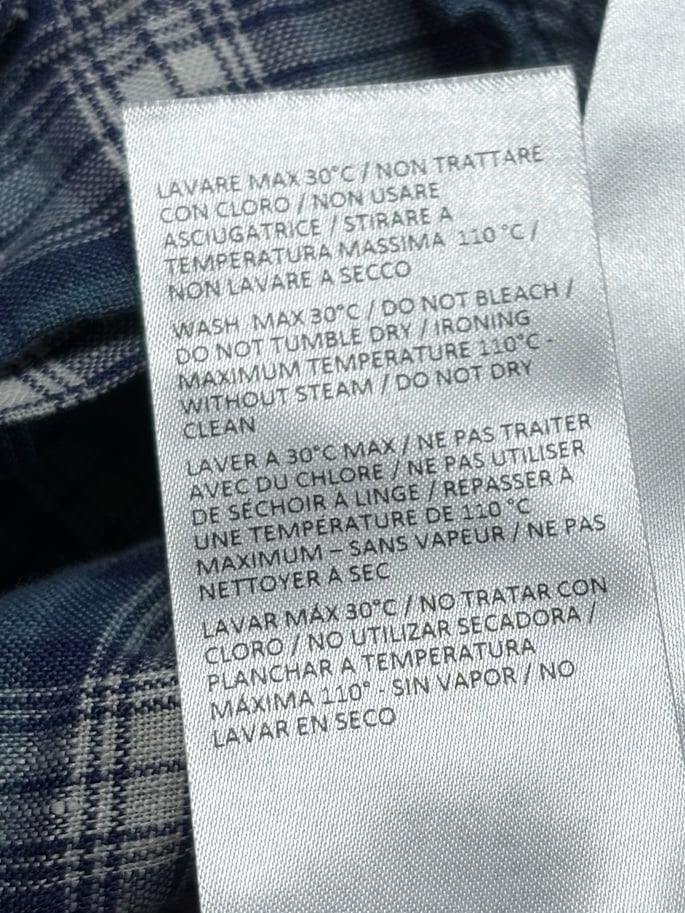 LAVARE MAX 30°C / NON TRATTARE
CON CLORO / NON USARE
ASCIUGATRICE / STIRARE A
TEMPERATURA MASSIMA 110 °C /
NON LAVARE A SECCO
WASH MAX 30°C / DO NOT BLEACH /
DO NOT TUMBLE DRY / IRONING
MAXIMUM TEMPERATURE 110°C -
WITHOUT STEAM / DO NOT DRY
CLEAN
LAVER A 30°C MAX / NE PAS TRAITER
AVEC DU CHLORE / NE PAS UTILISER
DE SÉCHOIR À LINGE / REPASSER À
UNE TEMPÉRATURE DE 110 °C
MAXIMUM – SANS VAPEUR / NE PAS
NETTOYER À SEC
LAVAR MÁX 30°C / NO TRATAR CON
CLORO / NO UTILIZAR SECADORA /
PLANCHAR A TEMPERATURA
MÁXIMA 110° - SIN VAPOR / NO
LAVAR EN SECO